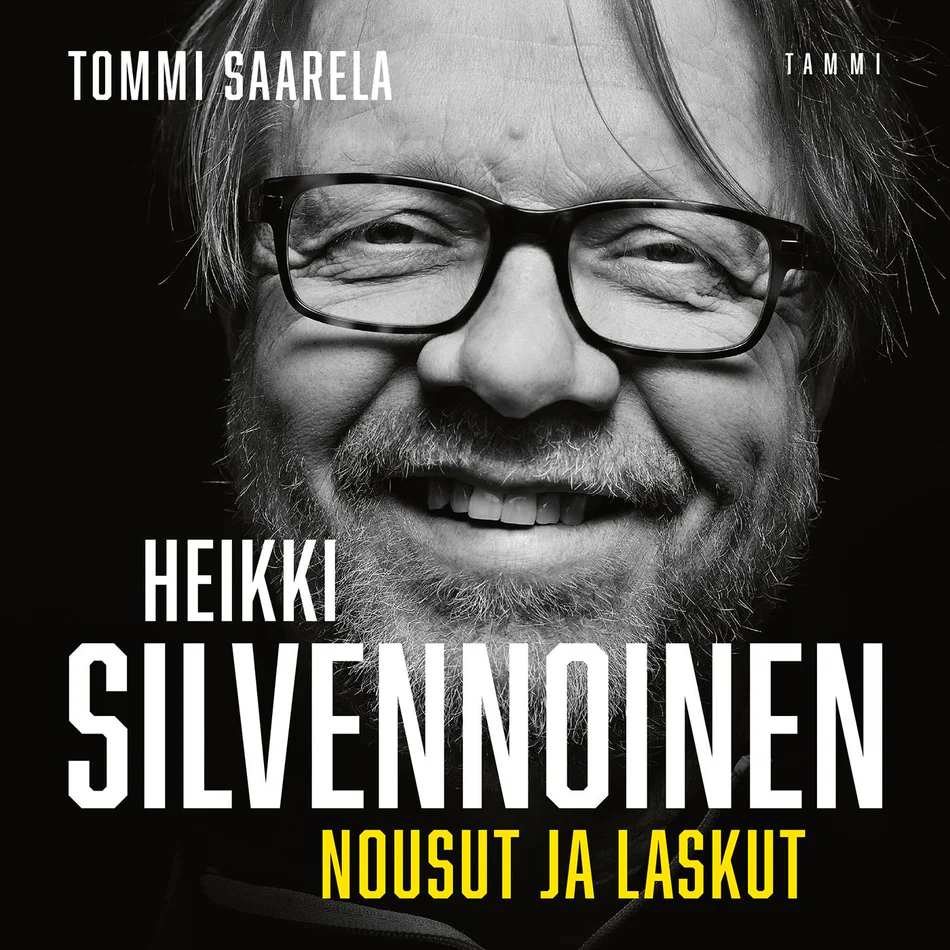 TOMMI SAARELA
TAMMI
HEIKKI
SILVENNOINEN
NOUSUT JA LASKUT